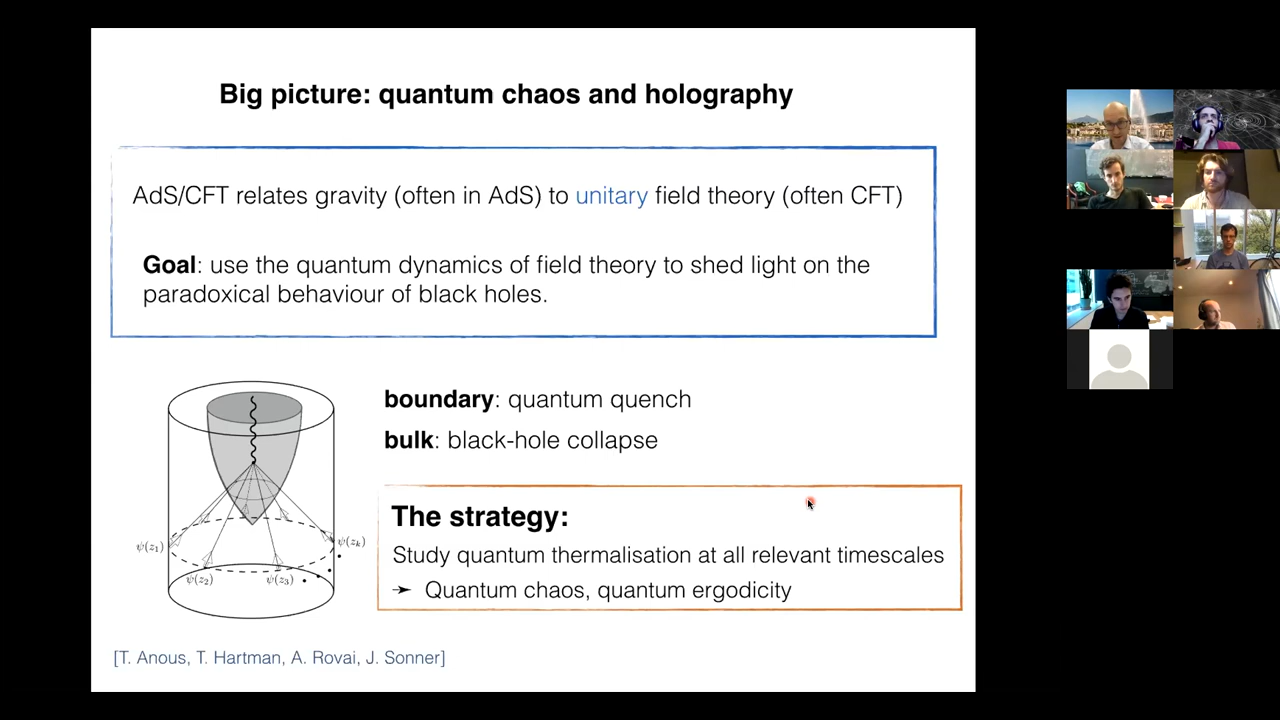 Big picture: quantum chaos and holography
AdS/CFT relates gravity (often in AdS) to unitary field theory (often CFT)
Goal: use the quantum dynamics of field theory to shed light on the
paradoxical behaviour of black holes.
boundary: quantum quench
bulk: black-hole collapse
The strategy:
Study quantum thermalisation at all relevant timescales
➛ Quantum chaos, quantum ergodicity
ψ(z₁)
ψ(z₂)
ψ(z₃)
ψ(zₖ)
[T. Anous, T. Hartman, A. Rovai, J. Sonner]